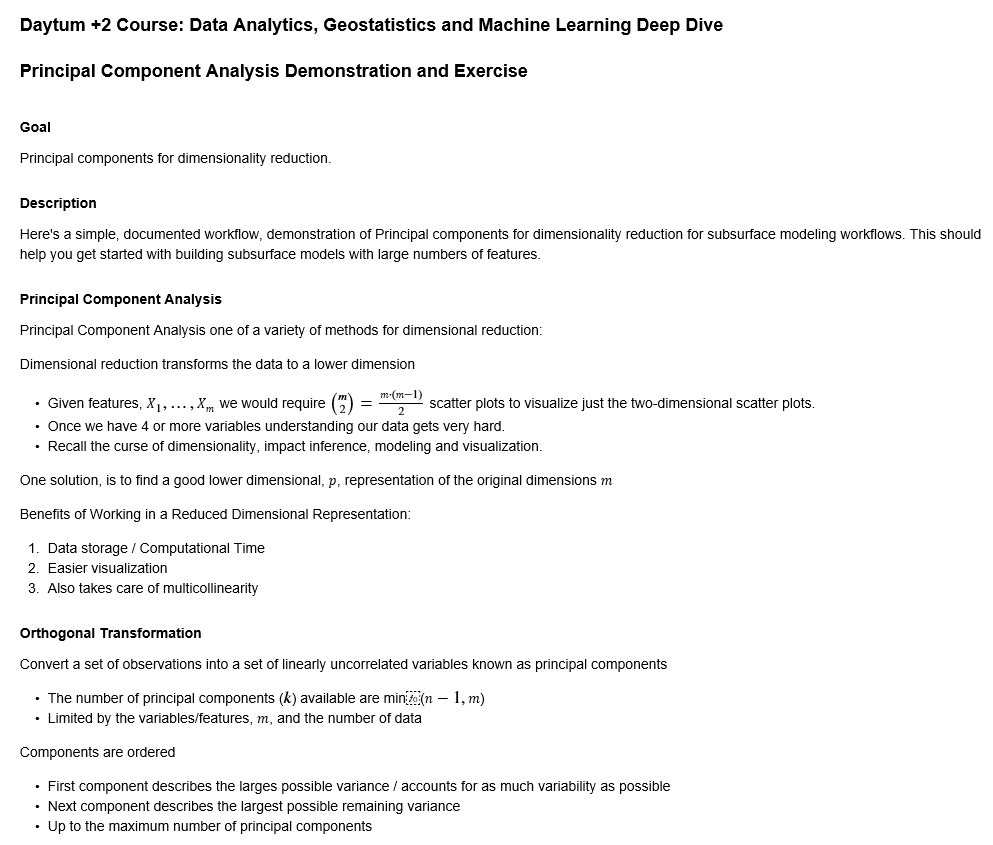 Daytum +2 Course: Data Analytics, Geostatistics and Machine Learning Deep Dive
Principal Component Analysis Demonstration and Exercise
Goal
Principal components for dimensionality reduction.
Description
Here's a simple, documented workflow, demonstration of Principal components for dimensionality reduction for subsurface modeling workflows. This should
help you get started with building subsurface models with large numbers of features.
Principal Component Analysis
Principal Component Analysis one of a variety of methods for dimensional reduction:
Dimensional reduction transforms the data to a lower dimension
• Given features, X₁, …, Xₘ we would require (m 2) = m·(m−1)/2 scatter plots to visualize just the two-dimensional scatter plots.
• Once we have 4 or more variables understanding our data gets very hard.
• Recall the curse of dimensionality, impact inference, modeling and visualization.
One solution, is to find a good lower dimensional, p, representation of the original dimensions m
Benefits of Working in a Reduced Dimensional Representation:
1. Data storage / Computational Time
2. Easier visualization
3. Also takes care of multicollinearity
Orthogonal Transformation
Convert a set of observations into a set of linearly uncorrelated variables known as principal components
• The number of principal components (k) available are min(n − 1, m)
• Limited by the variables/features, m, and the number of data
Components are ordered
• First component describes the larges possible variance / accounts for as much variability as possible
• Next component describes the largest possible remaining variance
• Up to the maximum number of principal components